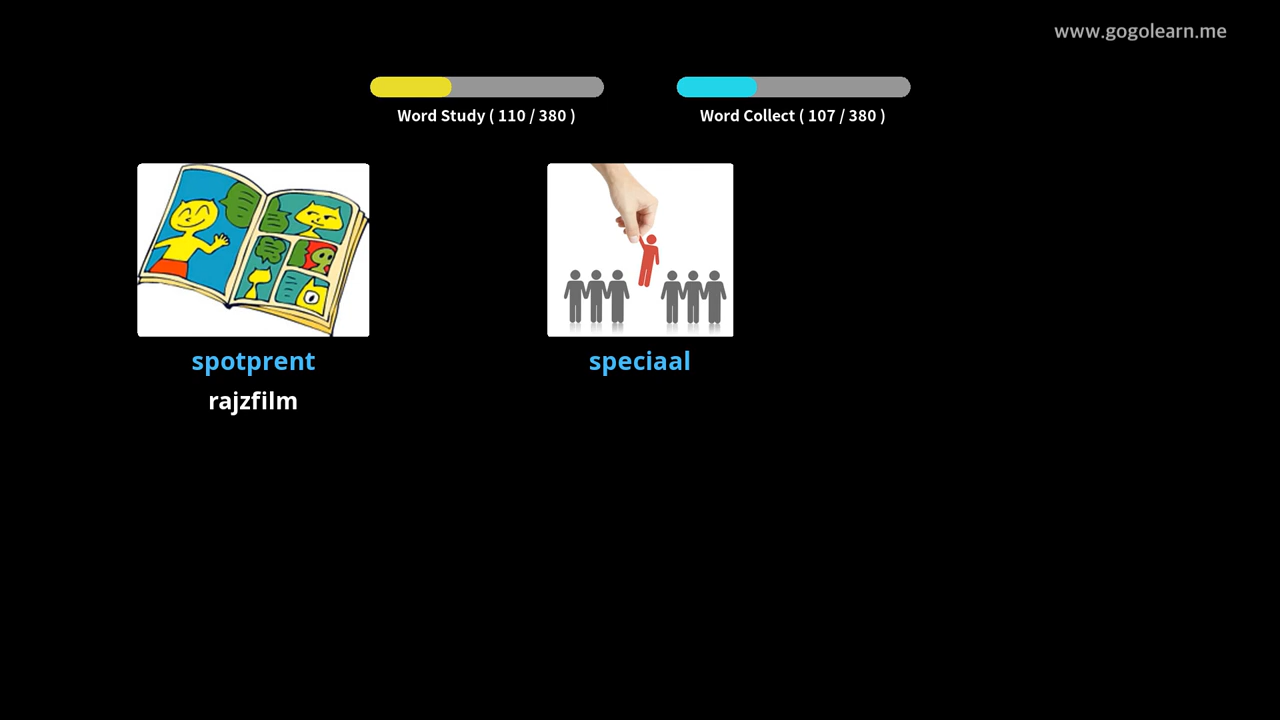 www.gogolearn.me
Word Study ( 110 / 380 )
Word Collect ( 107 / 380 )
spotprent
speciaal
rajzfilm